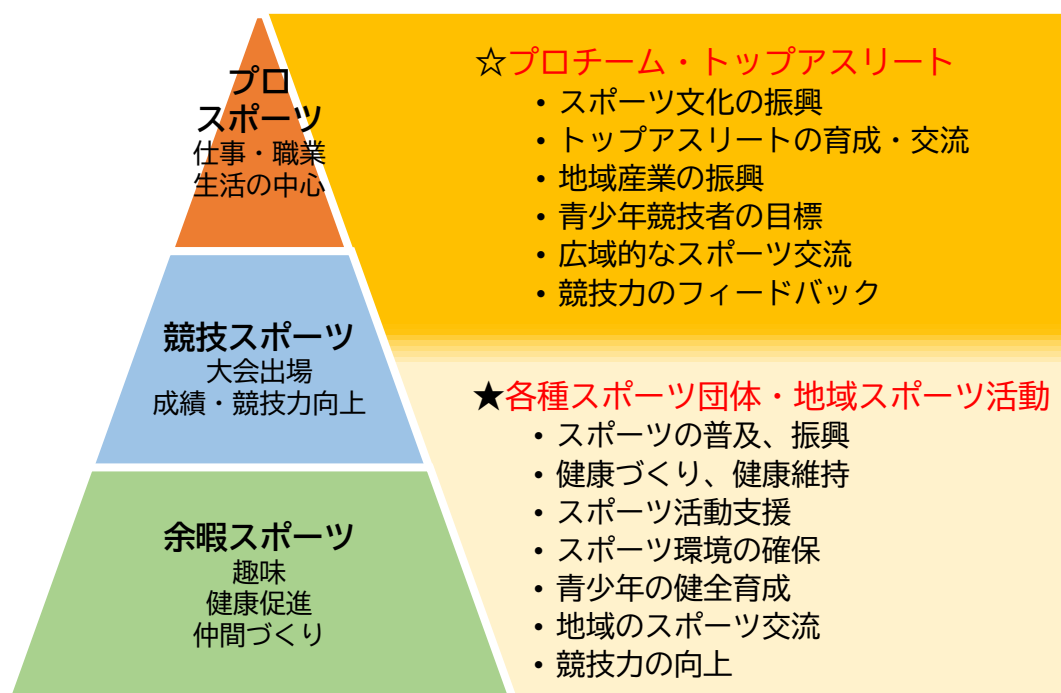 プロ
スポーツ
仕事・職業
生活の中心
競技スポーツ
大会出場
成績・競技力向上
余暇スポーツ
趣味
健康促進
仲間づくり
☆プロチーム・トップアスリート
• スポーツ文化の振興
• トップアスリートの育成・交流
• 地域産業の振興
• 青少年競技者の目標
• 広域的なスポーツ交流
• 競技力のフィードバック
★各種スポーツ団体・地域スポーツ活動
• スポーツの普及、振興
• 健康づくり、健康維持
• スポーツ活動支援
• スポーツ環境の確保
• 青少年の健全育成
• 地域のスポーツ交流
• 競技力の向上